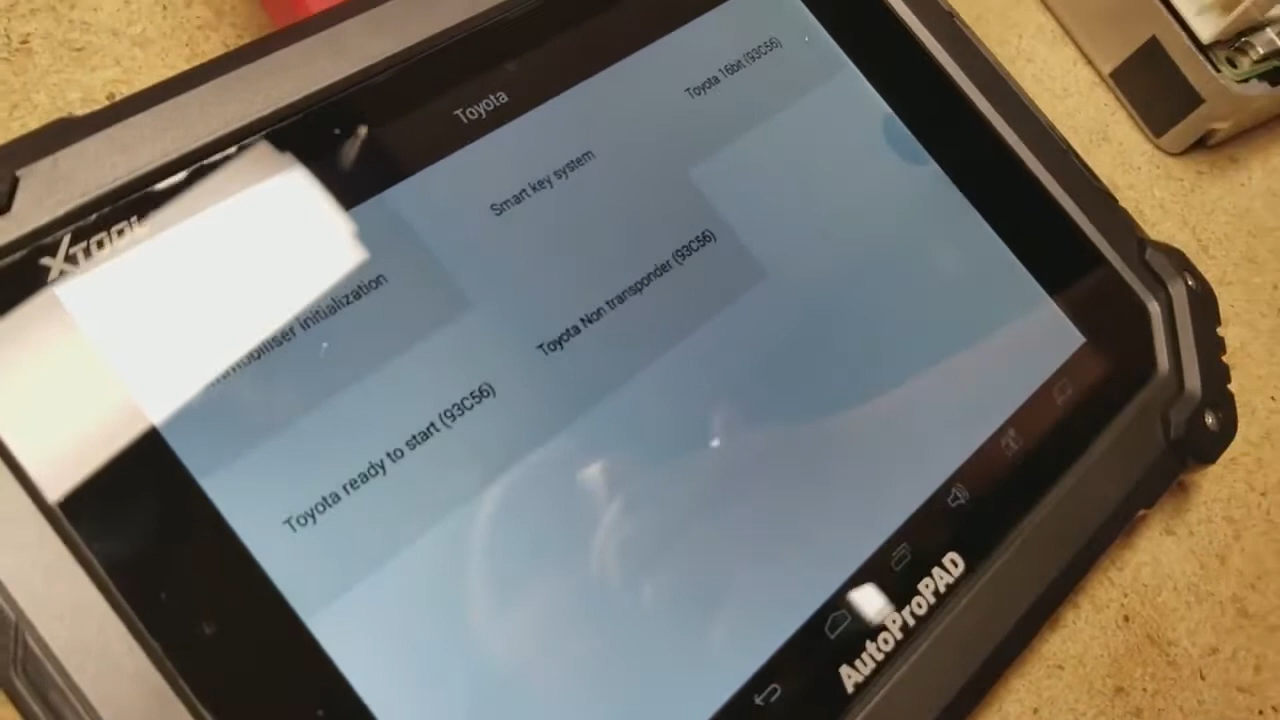 Toyota
XTOOL
Initialization
Smart key system
Toyota 16bit (93C56)
Toyota ready to start (93C56)
Toyota Non transponder (93C56)
AutoProPAD